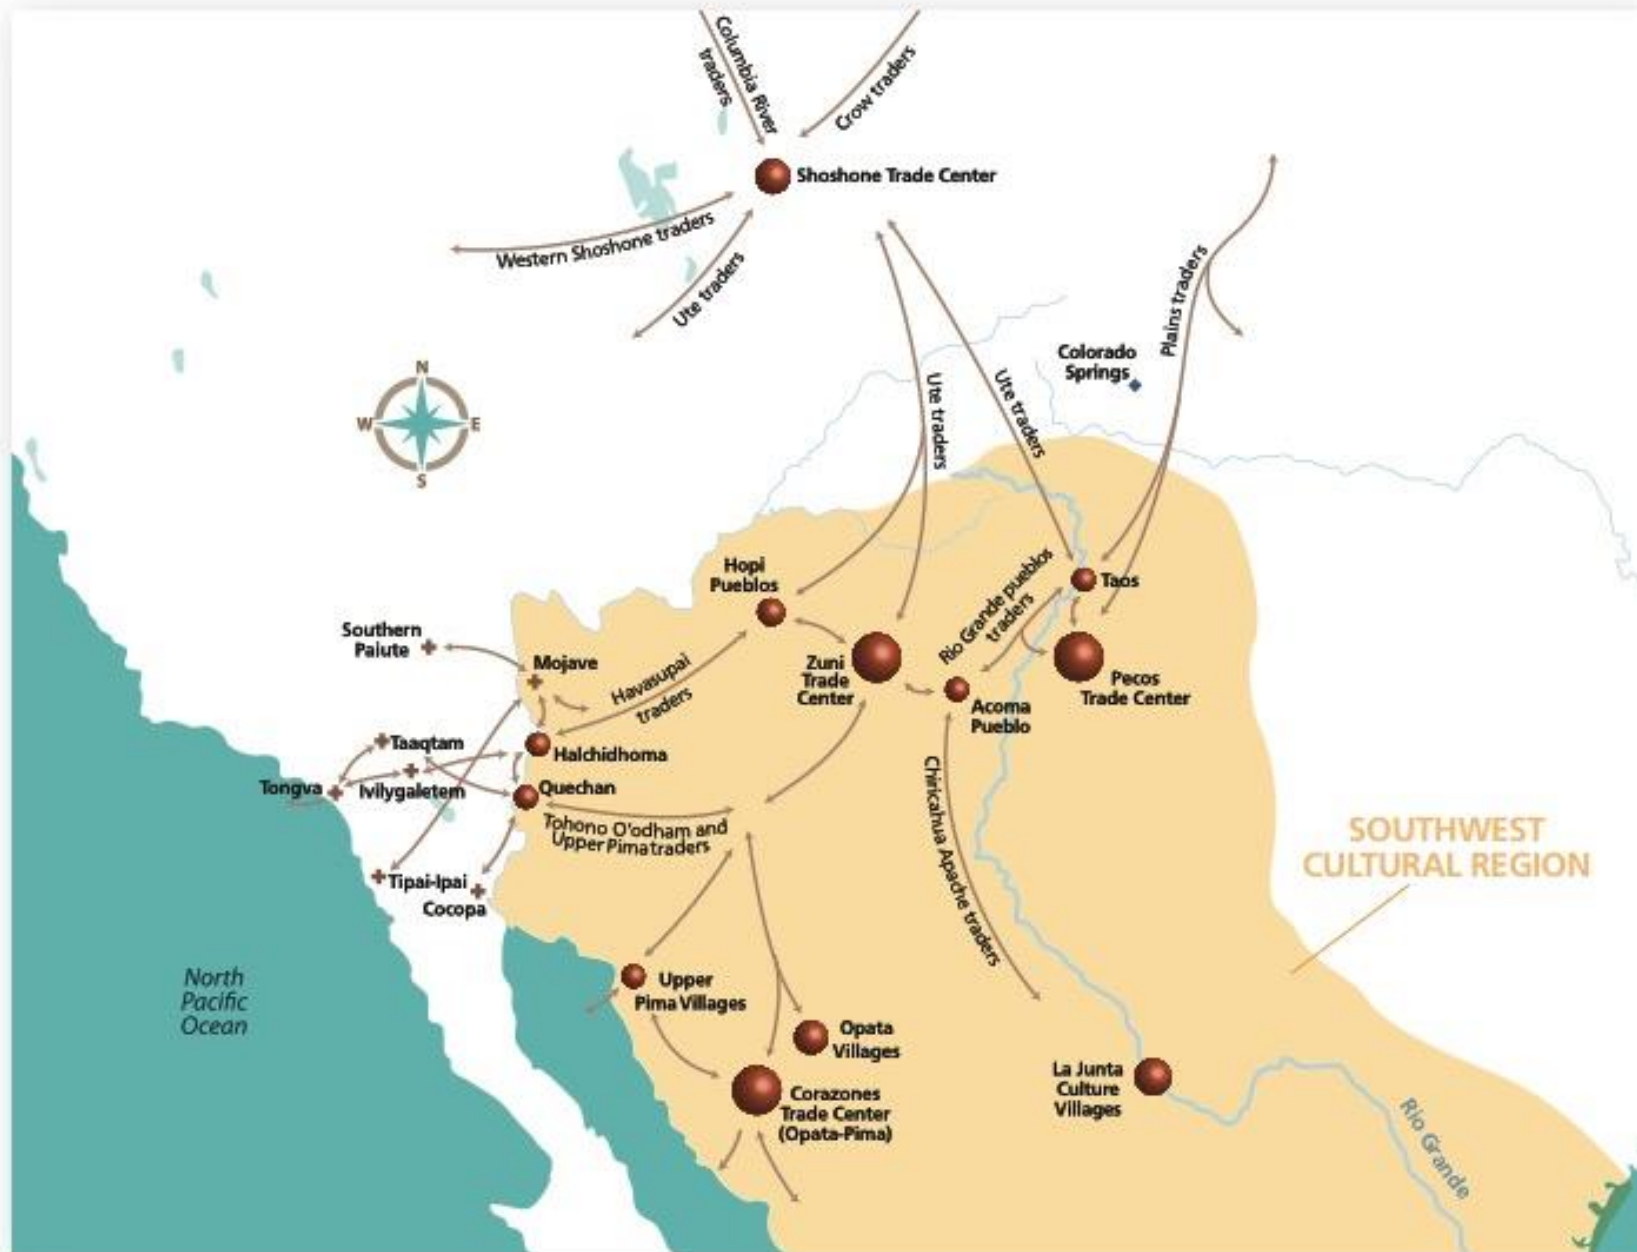 Columbia River
traders
Crow traders
Shoshone Trade Center
Western Shoshone traders
Ute traders
Plains traders
N
W
E
S
Colorado
Springs
Ute traders
Ute traders
Hopi
Pueblos
Rio Grande pueblos
traders
Taos
Southern
Paiute
Mojave
Havasupai
traders
Zuni
Trade
Center
Pecos
Trade Center
Acoma
Pueblo
Taaqtam
Halchidhoma
Tongva
Ivilyqaletem
Quechan
Tohono O'odham and
Upper Pima traders
Chiricahua Apache traders
SOUTHWEST
CULTURAL REGION
Tipai-Ipai
Cocopa
North
Pacific
Ocean
Upper
Pima Villages
Opata
Villages
La Junta
Culture
Villages
Corazones
Trade Center
(Opata-Pima)
Rio Grande